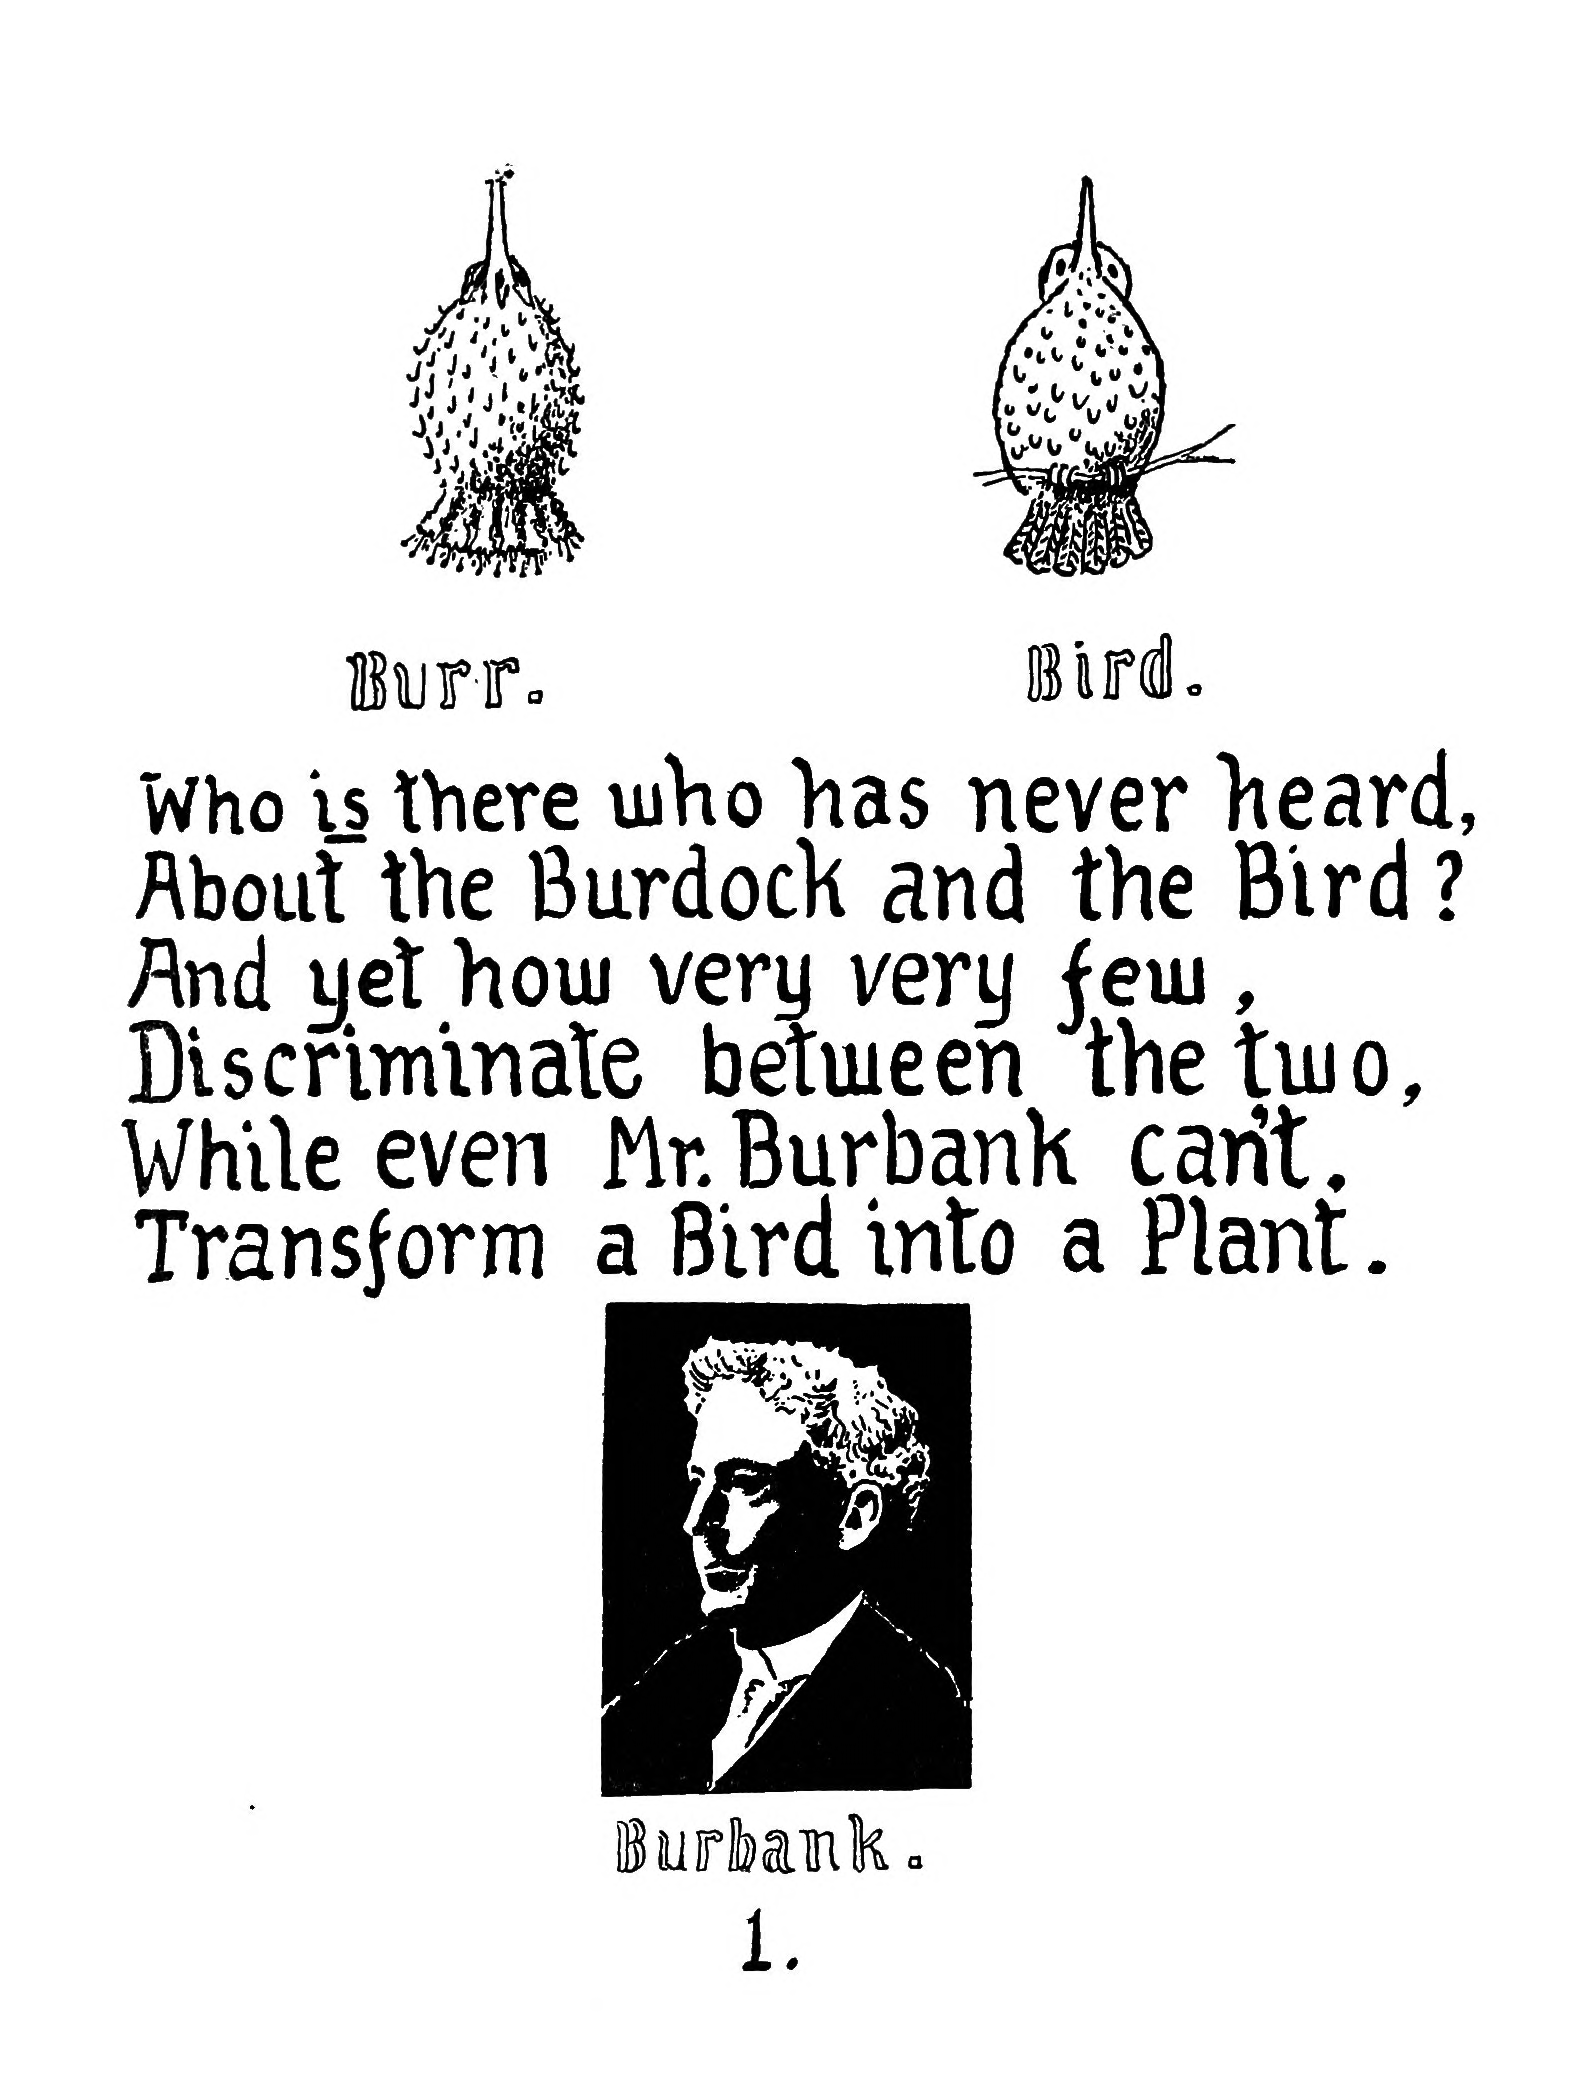 Burr. Bird.
Who is there who has never heard,
About the Burdock and the Bird?
And yet how very very few,
Discriminate between the two,
While even Mr. Burbank can't.
Transform a Bird into a Plant.
Burbank.
1.